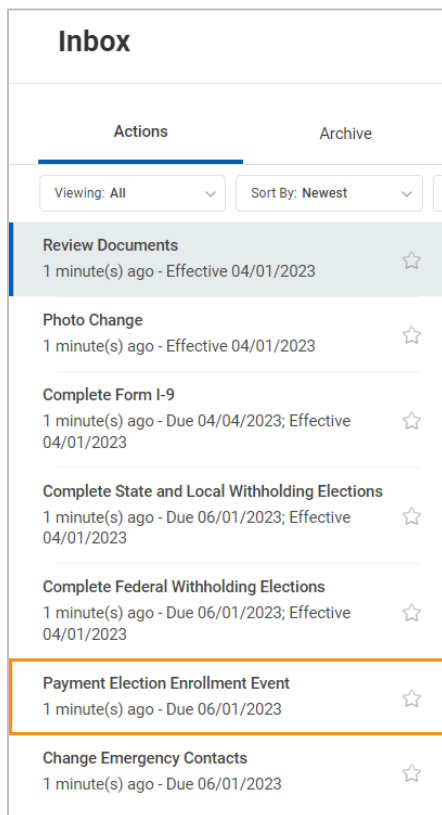 Inbox
Actions
Archive
Viewing: All
Sort By: Newest
Review Documents
1 minute(s) ago - Effective 04/01/2023
Photo Change
1 minute(s) ago - Effective 04/01/2023
Complete Form I-9
1 minute(s) ago - Due 04/04/2023; Effective
04/01/2023
Complete State and Local Withholding Elections
1 minute(s) ago - Due 06/01/2023; Effective
04/01/2023
Complete Federal Withholding Elections
1 minute(s) ago - Due 06/01/2023; Effective
04/01/2023
Payment Election Enrollment Event
1 minute(s) ago - Due 06/01/2023
Change Emergency Contacts
1 minute(s) ago - Due 06/01/2023